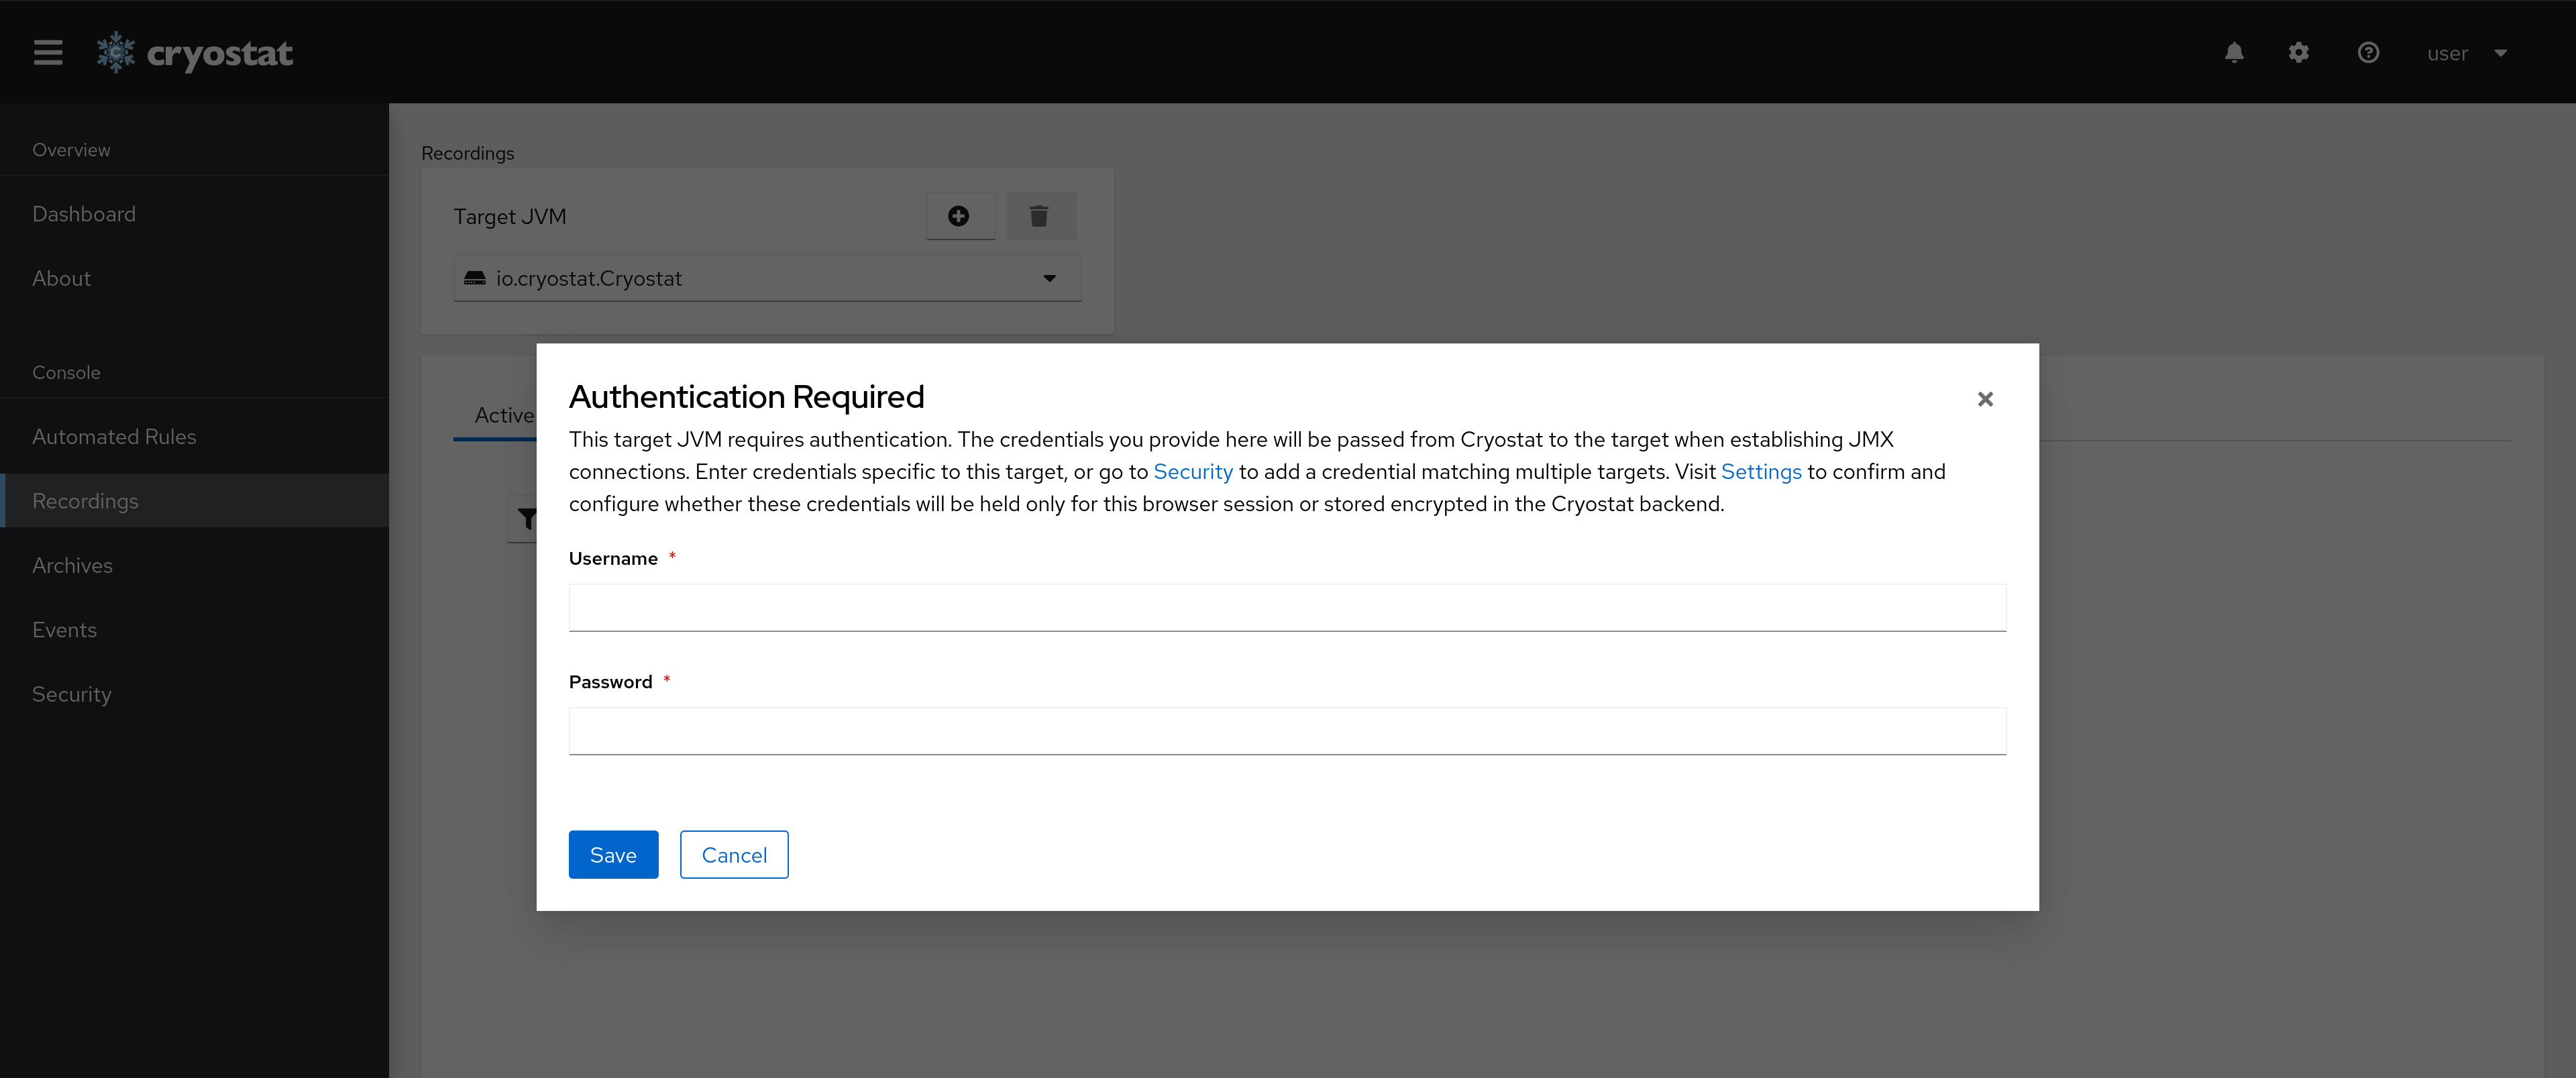 cryostat
user
Overview
Dashboard
About
Console
Automated Rules
Recordings
Archives
Events
Security
Recordings
Target JVM
io.cryostat.Cryostat
Active
Authentication Required
This target JVM requires authentication. The credentials you provide here will be passed from Cryostat to the target when establishing JMX
connections. Enter credentials specific to this target, or go to Security to add a credential matching multiple targets. Visit Settings to confirm and
configure whether these credentials will be held only for this browser session or stored encrypted in the Cryostat backend.
Username *
Password *
Save Cancel